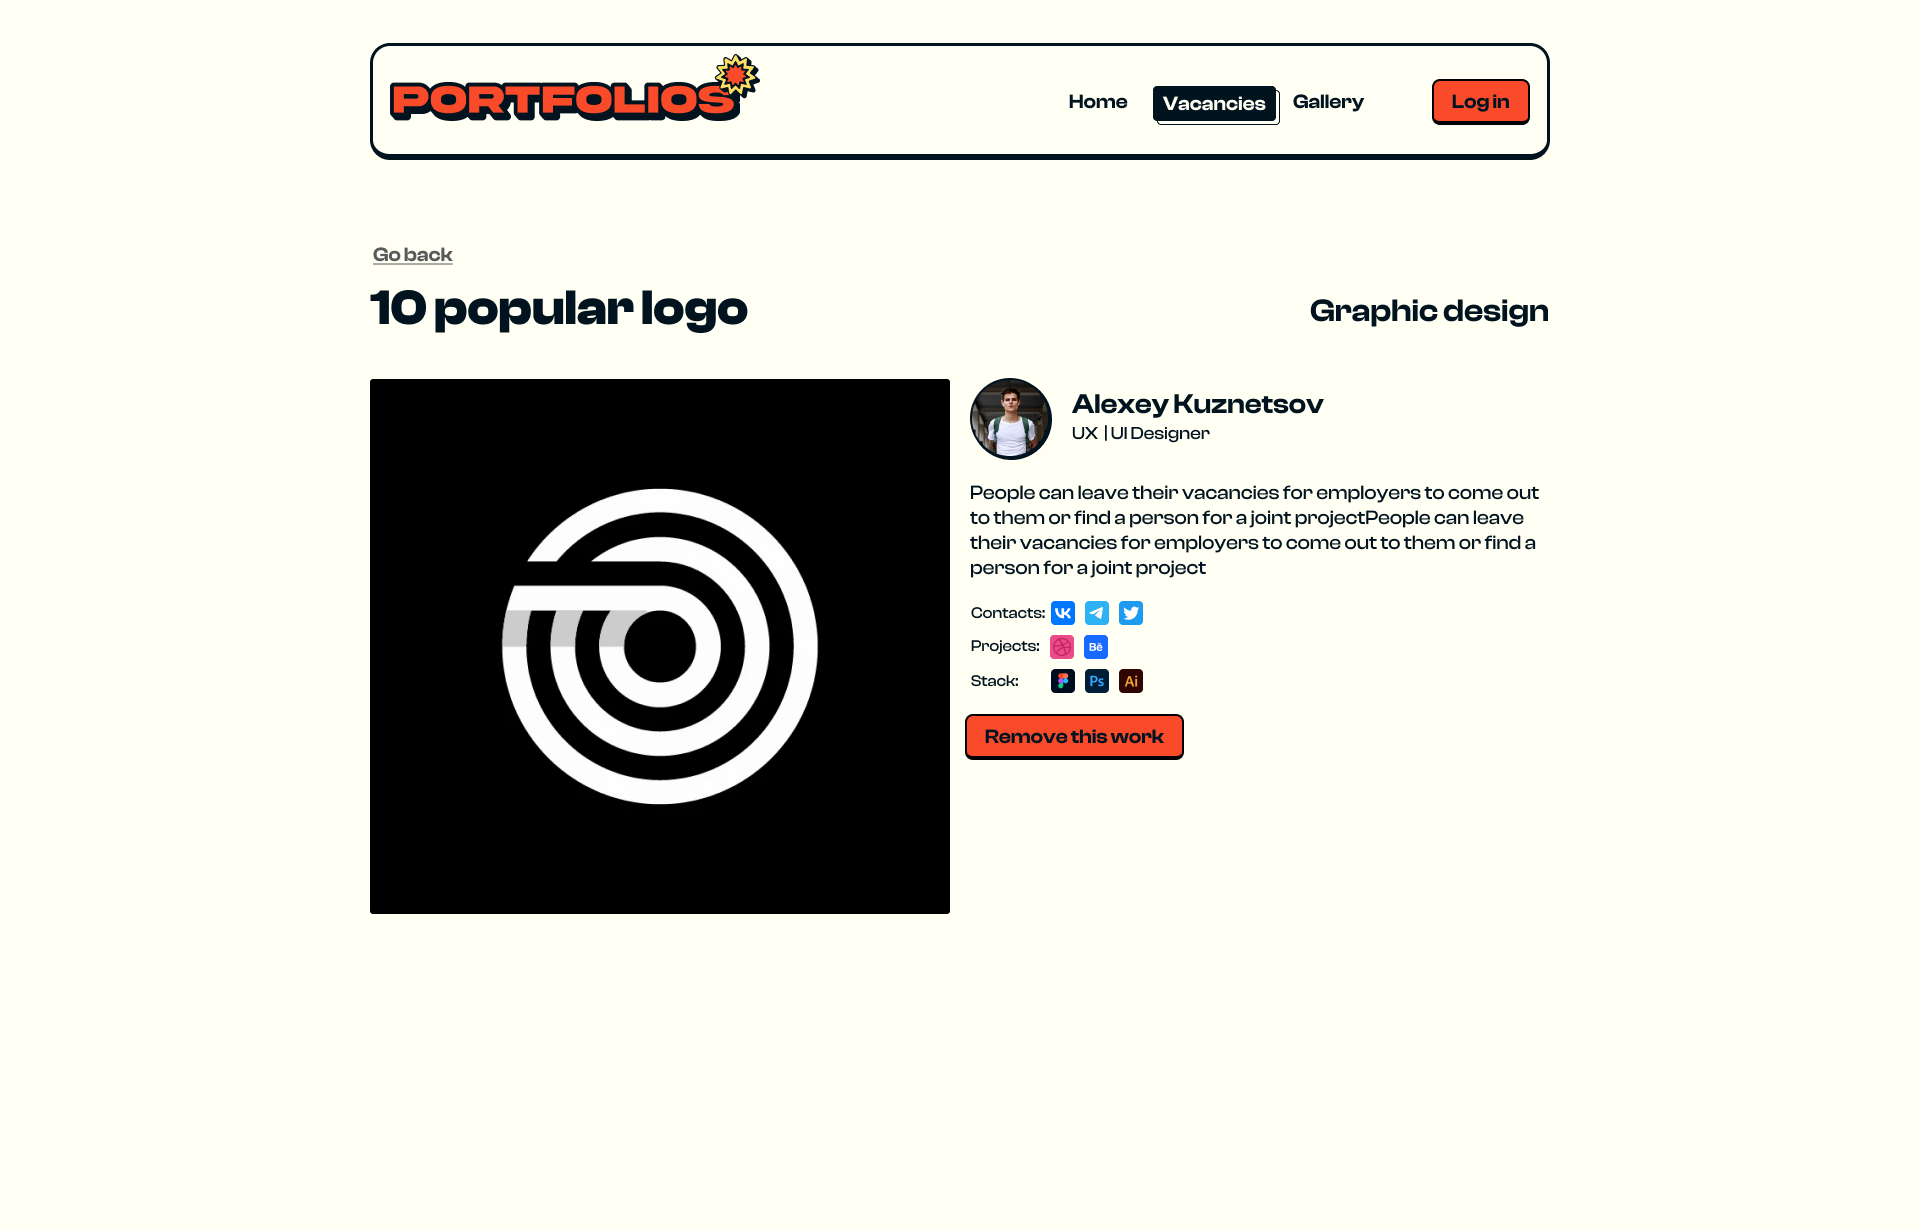 PORTFOLIOS
Home Vacancies Gallery Log in
Go back
10 popular logo
Graphic design
Alexey Kuznetsov
UX | UI Designer
People can leave their vacancies for employers to come out
to them or find a person for a joint projectPeople can leave
their vacancies for employers to come out to them or find a
person for a joint project
Contacts:
Projects: Bē
Stack: Ps Ai
Remove this work